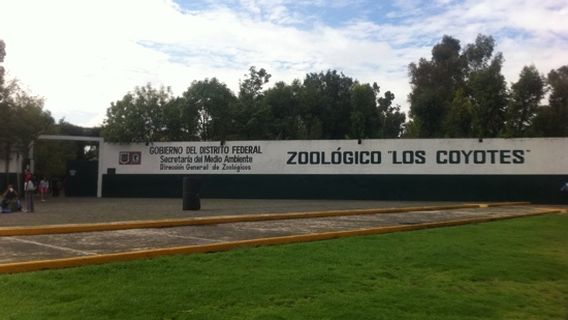 GOBIERNO DEL DISTRITO FEDERAL
Secretaría del Medio Ambiente
Dirección General de Zoológicos
ZOOLÓGICO "LOS COYOTES"